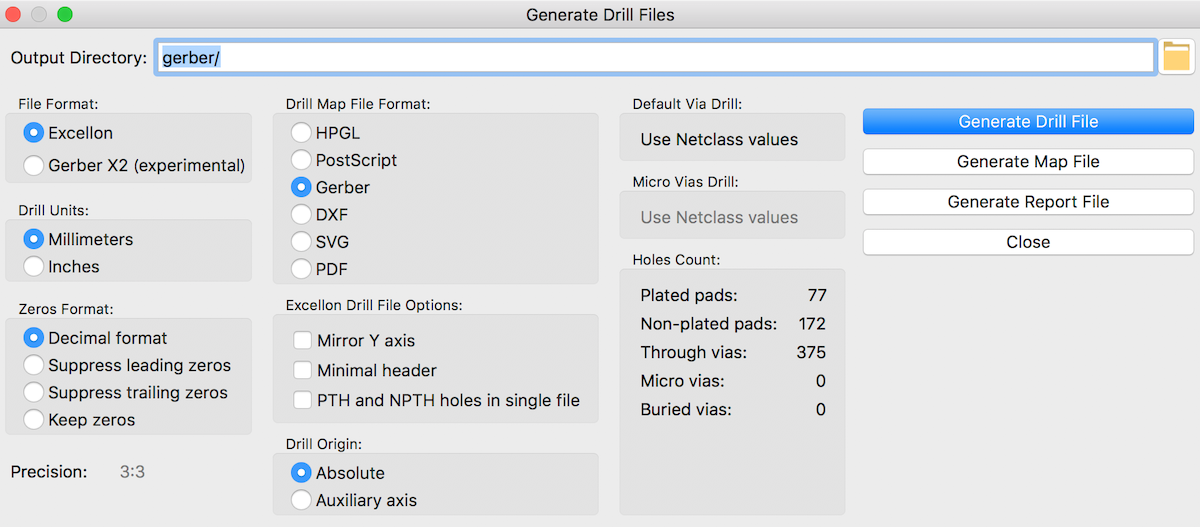 Generate Drill Files
Output Directory: gerber/
File Format:
Excellon
Gerber X2 (experimental)
Drill Units:
Millimeters
Inches
Zeros Format:
Decimal format
Suppress leading zeros
Suppress trailing zeros
Keep zeros
Precision: 3:3
Drill Map File Format:
HPGL
PostScript
Gerber
DXF
SVG
PDF
Excellon Drill File Options:
Mirror Y axis
Minimal header
PTH and NPTH holes in single file
Drill Origin:
Absolute
Auxiliary axis
Default Via Drill:
Use Netclass values
Micro Vias Drill:
Use Netclass values
Holes Count:
Plated pads: 77
Non-plated pads: 172
Through vias: 375
Micro vias: 0
Buried vias: 0
Generate Drill File
Generate Map File
Generate Report File
Close